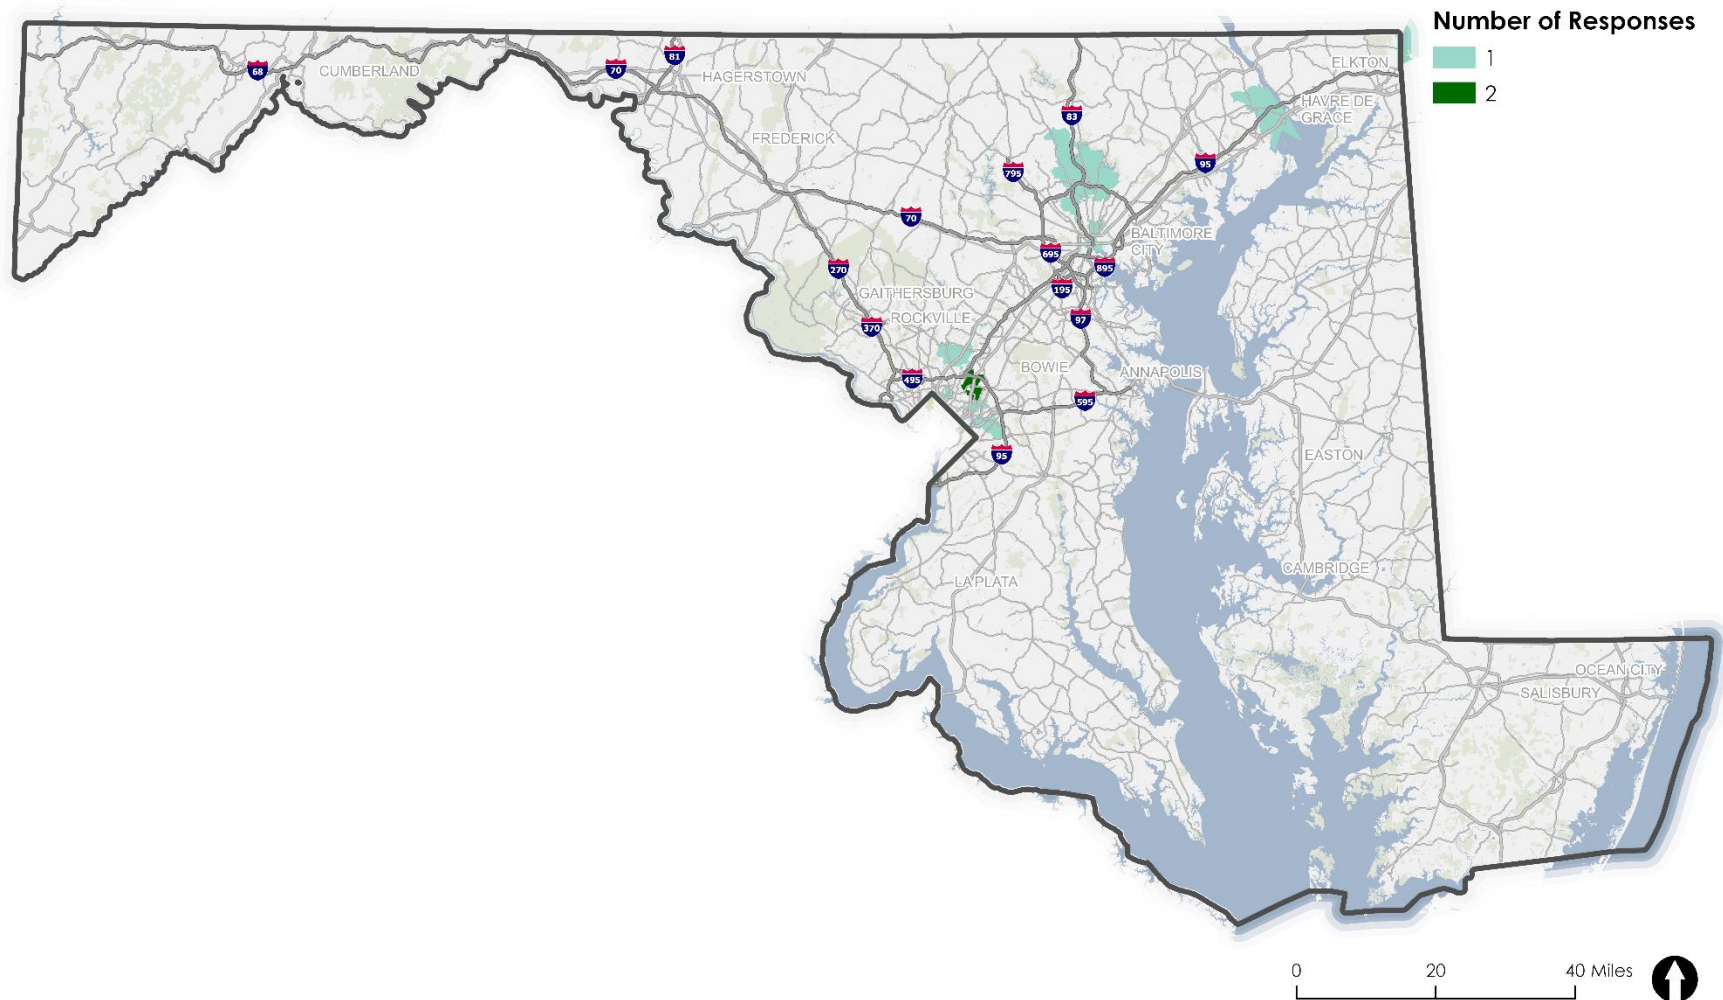 Number of Responses
1
2
81
68
70
CUMBERLAND
HAGERSTOWN
ELKTON
HAVRE DE
GRACE
83
FREDERICK
95
795
70
BALTIMORE
CITY
695
895
270
195
GAITHERSBURG
97
ROCKVILLE
370
BOWIE
ANNAPOLIS
495
595
95
EASTON
CAMBRIDGE
LA PLATA
OCEAN CITY
SALISBURY
0 20 40 Miles